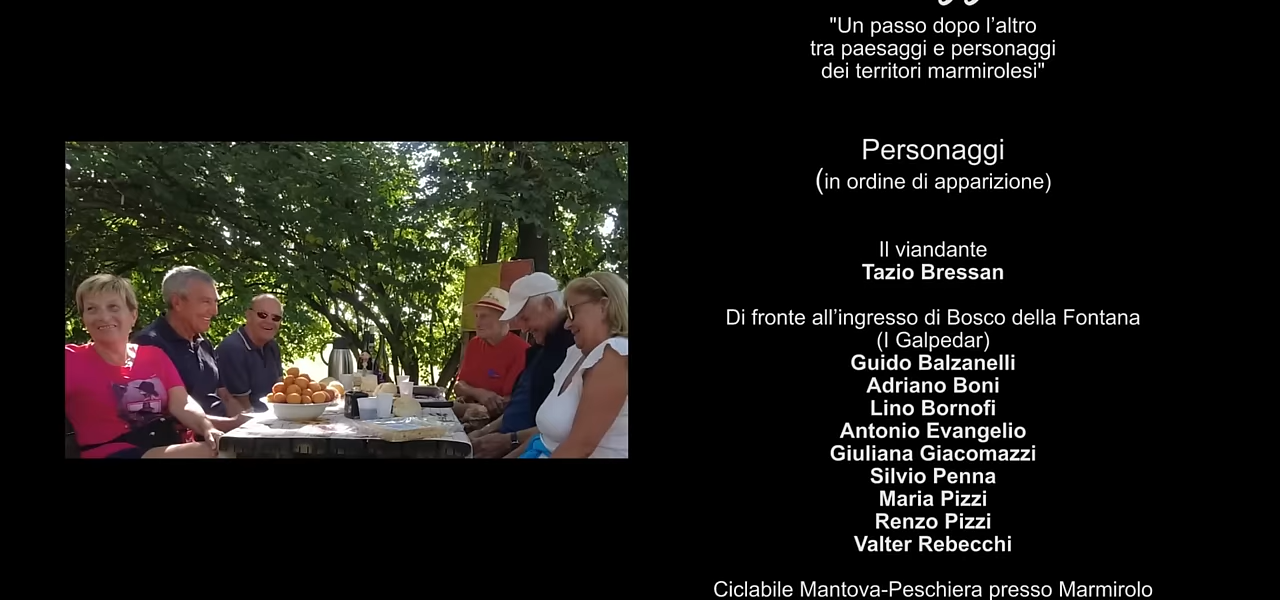 "Un passo dopo l’altro
tra paesaggi e personaggi
dei territori marmirolesi"
Personaggi
(in ordine di apparizione)
Il viandante
Tazio Bressan
Di fronte all’ingresso di Bosco della Fontana
(I Galpedar)
Guido Balzanelli
Adriano Boni
Lino Bornofi
Antonio Evangelio
Giuliana Giacomazzi
Silvio Penna
Maria Pizzi
Renzo Pizzi
Valter Rebecchi
Ciclabile Mantova-Peschiera presso Marmirolo